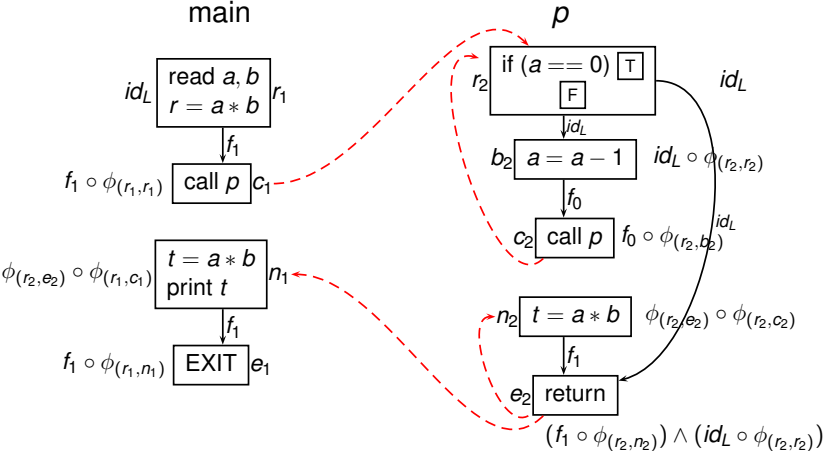 main
id_L
read a, b
r = a ∗ b
r_1
f_1
f_1 ∘ ϕ_(r_1,r_1)
call p
c_1
ϕ_(r_2,e_2) ∘ ϕ_(r_1,c_1)
t = a ∗ b
print t
n_1
f_1
f_1 ∘ ϕ_(r_1,n_1)
EXIT
e_1
p
r_2
if (a == 0) T
F
id_L
id_L
b_2
a = a − 1
id_L ∘ ϕ_(r_2,r_2)
f_0
c_2
call p
f_0 ∘ ϕ_(r_2,b_2)
id_L
n_2
t = a ∗ b
ϕ_(r_2,e_2) ∘ ϕ_(r_2,c_2)
f_1
e_2
return
(f_1 ∘ ϕ_(r_2,n_2)) ∧ (id_L ∘ ϕ_(r_2,r_2))